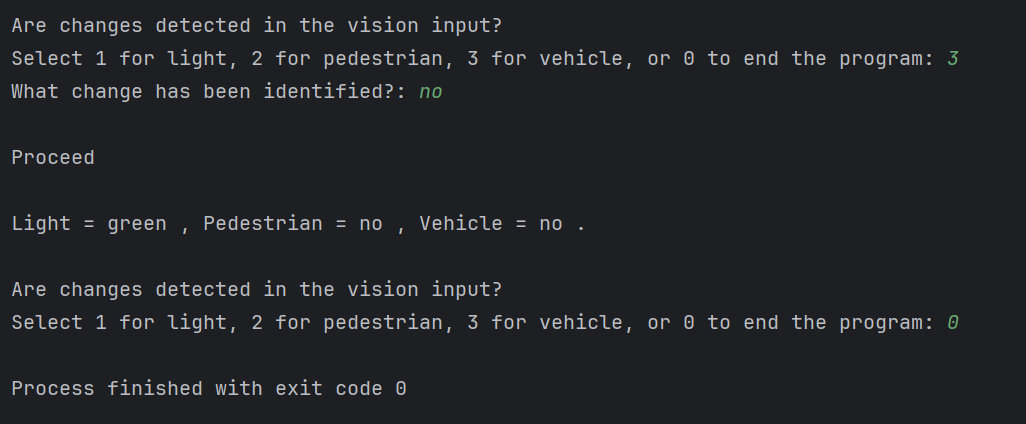 Are changes detected in the vision input?
Select 1 for light, 2 for pedestrian, 3 for vehicle, or 0 to end the program: 3
What change has been identified?: no
Proceed
Light = green , Pedestrian = no , Vehicle = no .
Are changes detected in the vision input?
Select 1 for light, 2 for pedestrian, 3 for vehicle, or 0 to end the program: 0
Process finished with exit code 0